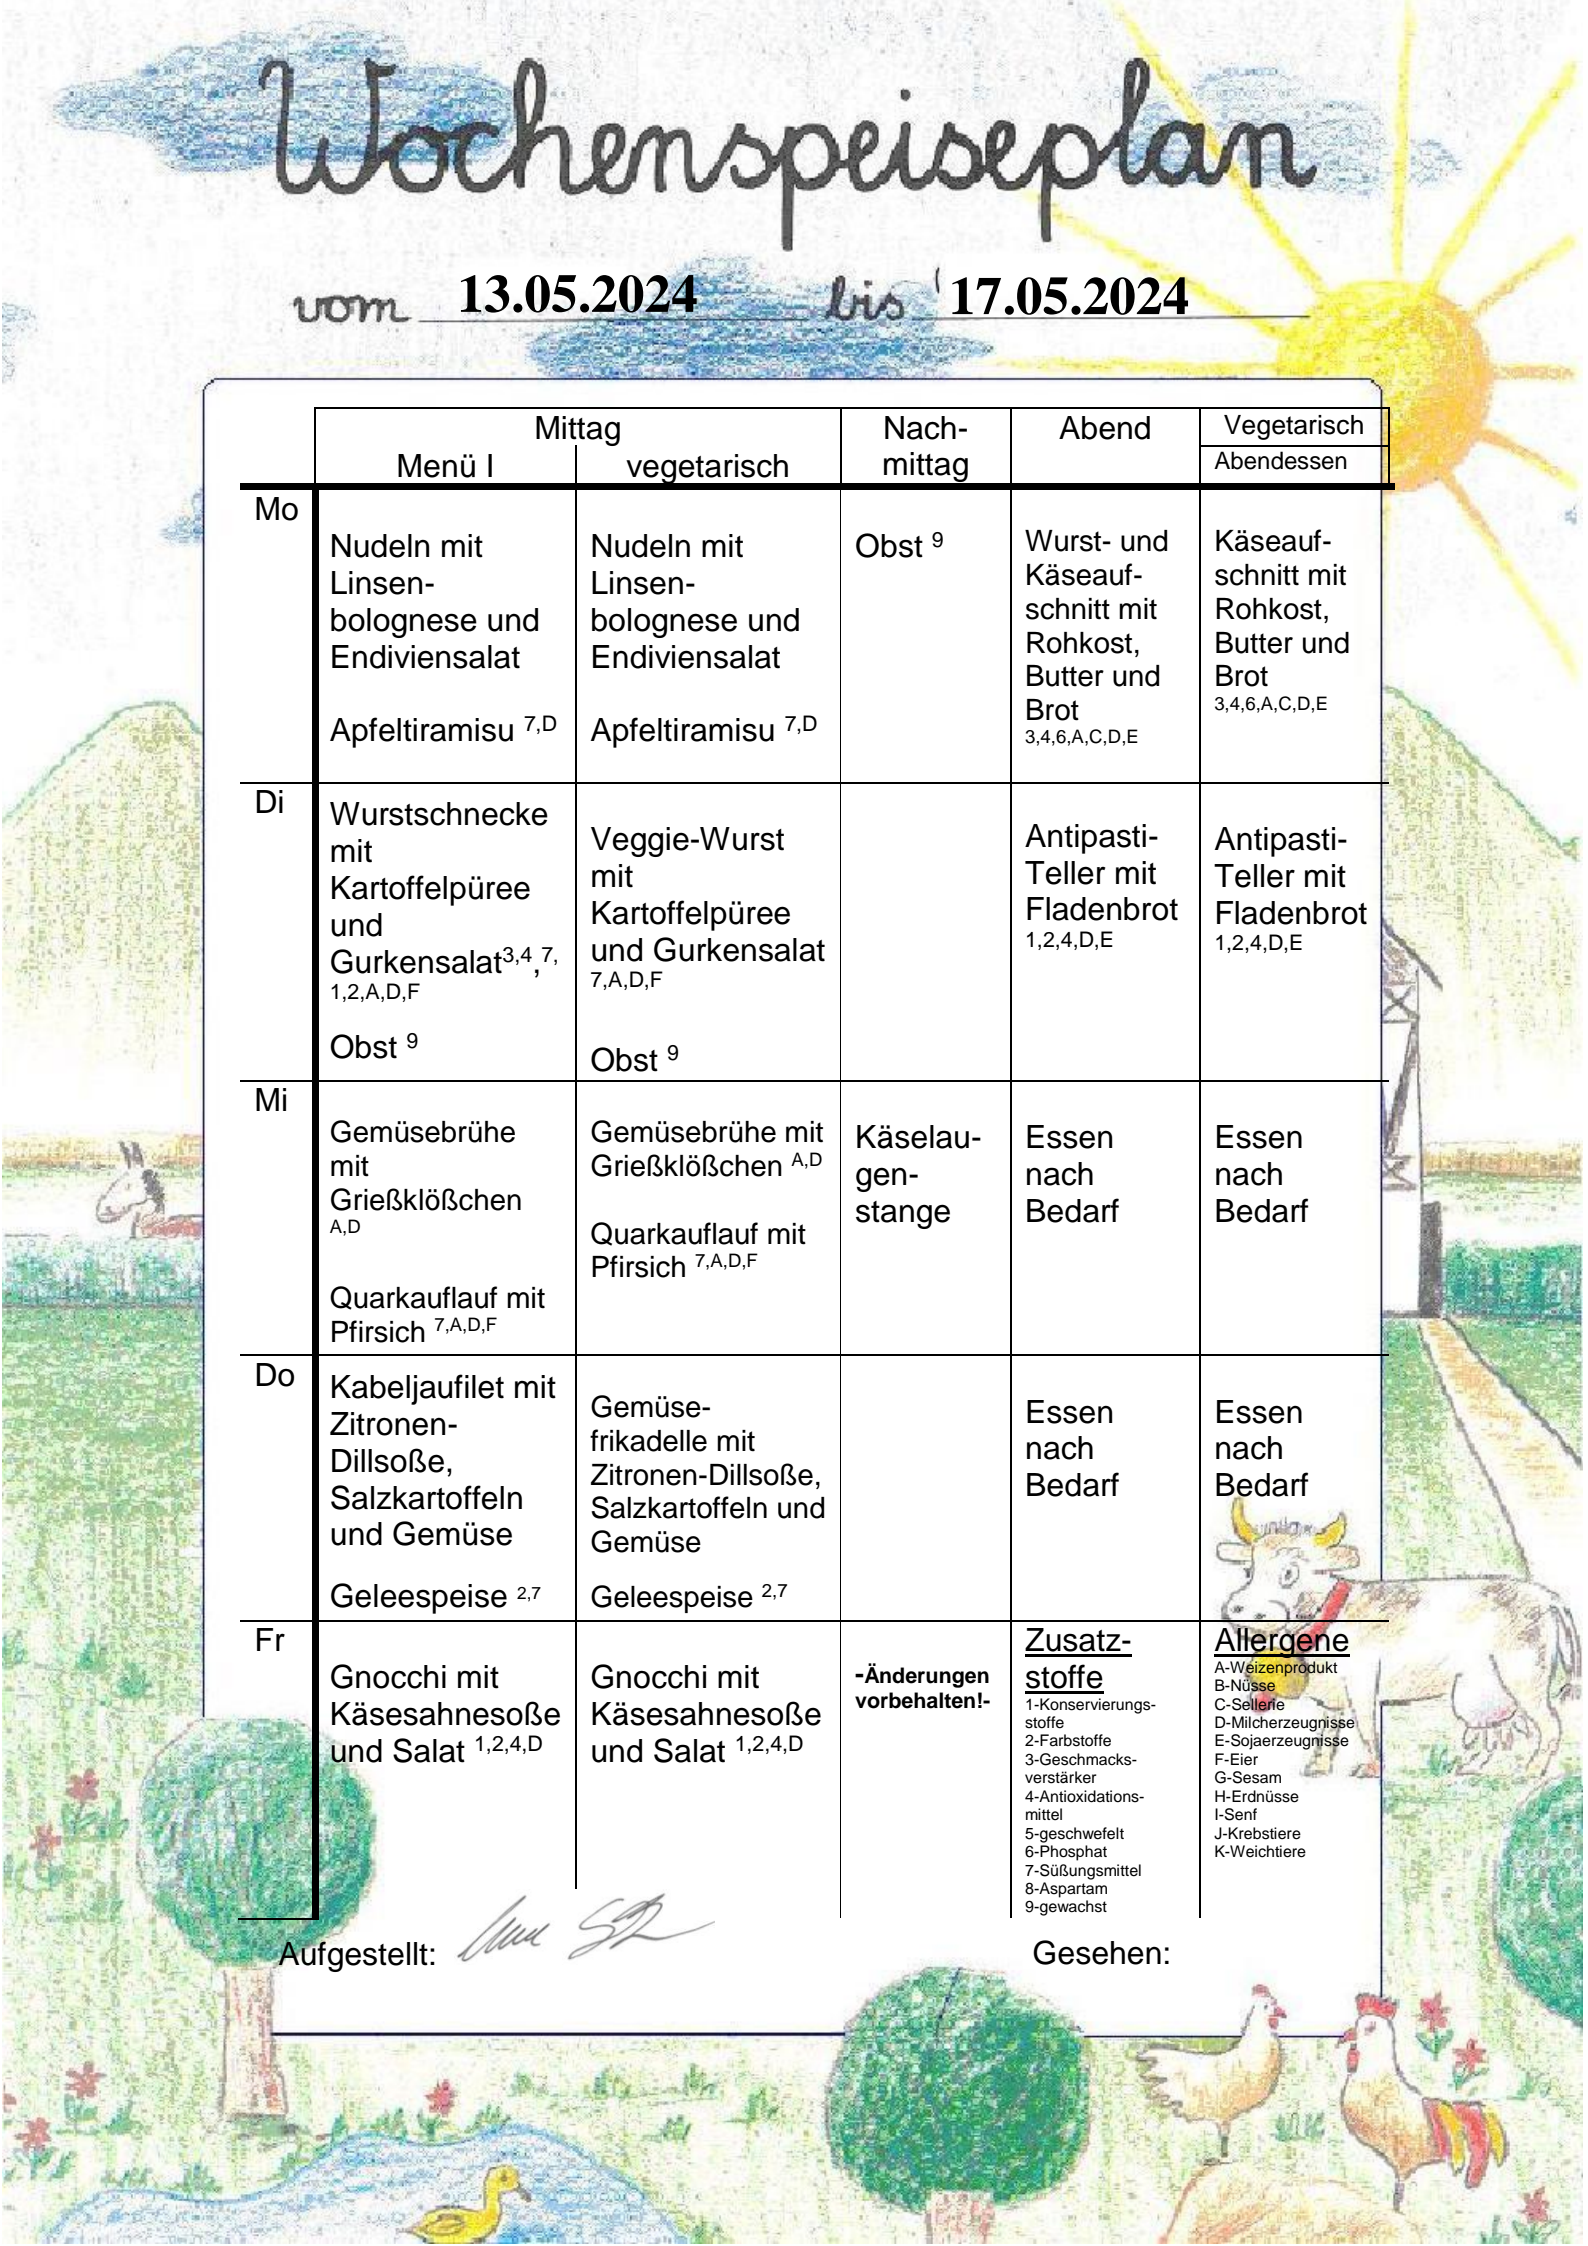 Wochenspeiseplan
vom 13.05.2024 bis 17.05.2024
Mittag
Menü I
vegetarisch
Nach-
mittag
Abend
Vegetarisch
Abendessen
Mo
Nudeln mit
Linsen-
bolognese und
Endiviensalat
Apfeltiramisu 7,D
Nudeln mit
Linsen-
bolognese und
Endiviensalat
Apfeltiramisu 7,D
Obst 9
Wurst- und
Käseauf-
schnitt mit
Rohkost,
Butter und
Brot
3,4,6,A,C,D,E
Käseauf-
schnitt mit
Rohkost,
Butter und
Brot
3,4,6,A,C,D,E
Di
Wurstschnecke
mit
Kartoffelpüree
und
Gurkensalat3,4,7,
1,2,A,D,F
Obst 9
Veggie-Wurst
mit
Kartoffelpüree
und Gurkensalat
7,A,D,F
Obst 9
Antipasti-
Teller mit
Fladenbrot
1,2,4,D,E
Antipasti-
Teller mit
Fladenbrot
1,2,4,D,E
Mi
Gemüsebrühe
mit
Grießklößchen
A,D
Quarkauflauf mit
Pfirsich 7,A,D,F
Gemüsebrühe mit
Grießklößchen A,D
Quarkauflauf mit
Pfirsich 7,A,D,F
Käselau-
gen-
stange
Essen
nach
Bedarf
Essen
nach
Bedarf
Do
Kabeljaufilet mit
Zitronen-
Dillsoße,
Salzkartoffeln
und Gemüse
Geleespeise 2,7
Gemüse-
frikadelle mit
Zitronen-Dillsoße,
Salzkartoffeln und
Gemüse
Geleespeise 2,7
Essen
nach
Bedarf
Essen
nach
Bedarf
Fr
Gnocchi mit
Käsesahnesoße
und Salat 1,2,4,D
Gnocchi mit
Käsesahnesoße
und Salat 1,2,4,D
-Änderungen
vorbehalten!-
Zusatz-
stoffe
1-Konservierungs-
stoffe
2-Farbstoffe
3-Geschmacks-
verstärker
4-Antioxidations-
mittel
5-geschwefelt
6-Phosphat
7-Süßungsmittel
8-Aspartam
9-gewachst
Allergene
A-Weizenprodukt
B-Nüsse
C-Sellerie
D-Milcherzeugnisse
E-Sojaerzeugnisse
F-Eier
G-Sesam
H-Erdnüsse
I-Senf
J-Krebstiere
K-Weichtiere
Aufgestellt:
Gesehen: